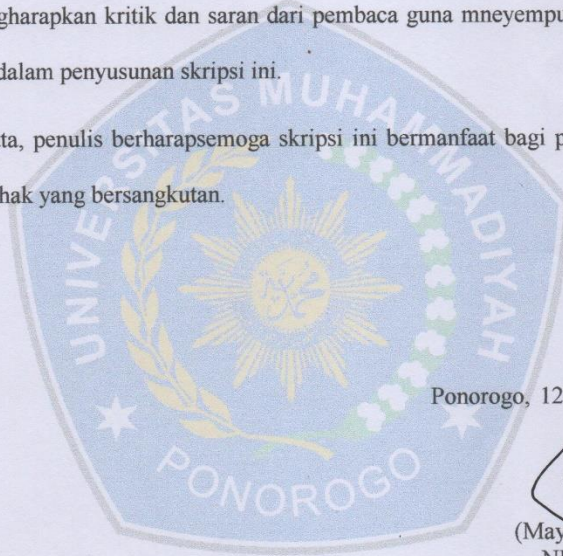 gharapkan kritik dan saran dari pembaca guna mneyempu
dalam penyusunan skripsi ini.
ta, penulis berharapsemoga skripsi ini bermanfaat bagi p
hak yang bersangkutan.
UNIVERSITAS MUHAMMADIYAH
PONOROGO
Ponorogo, 12
(May